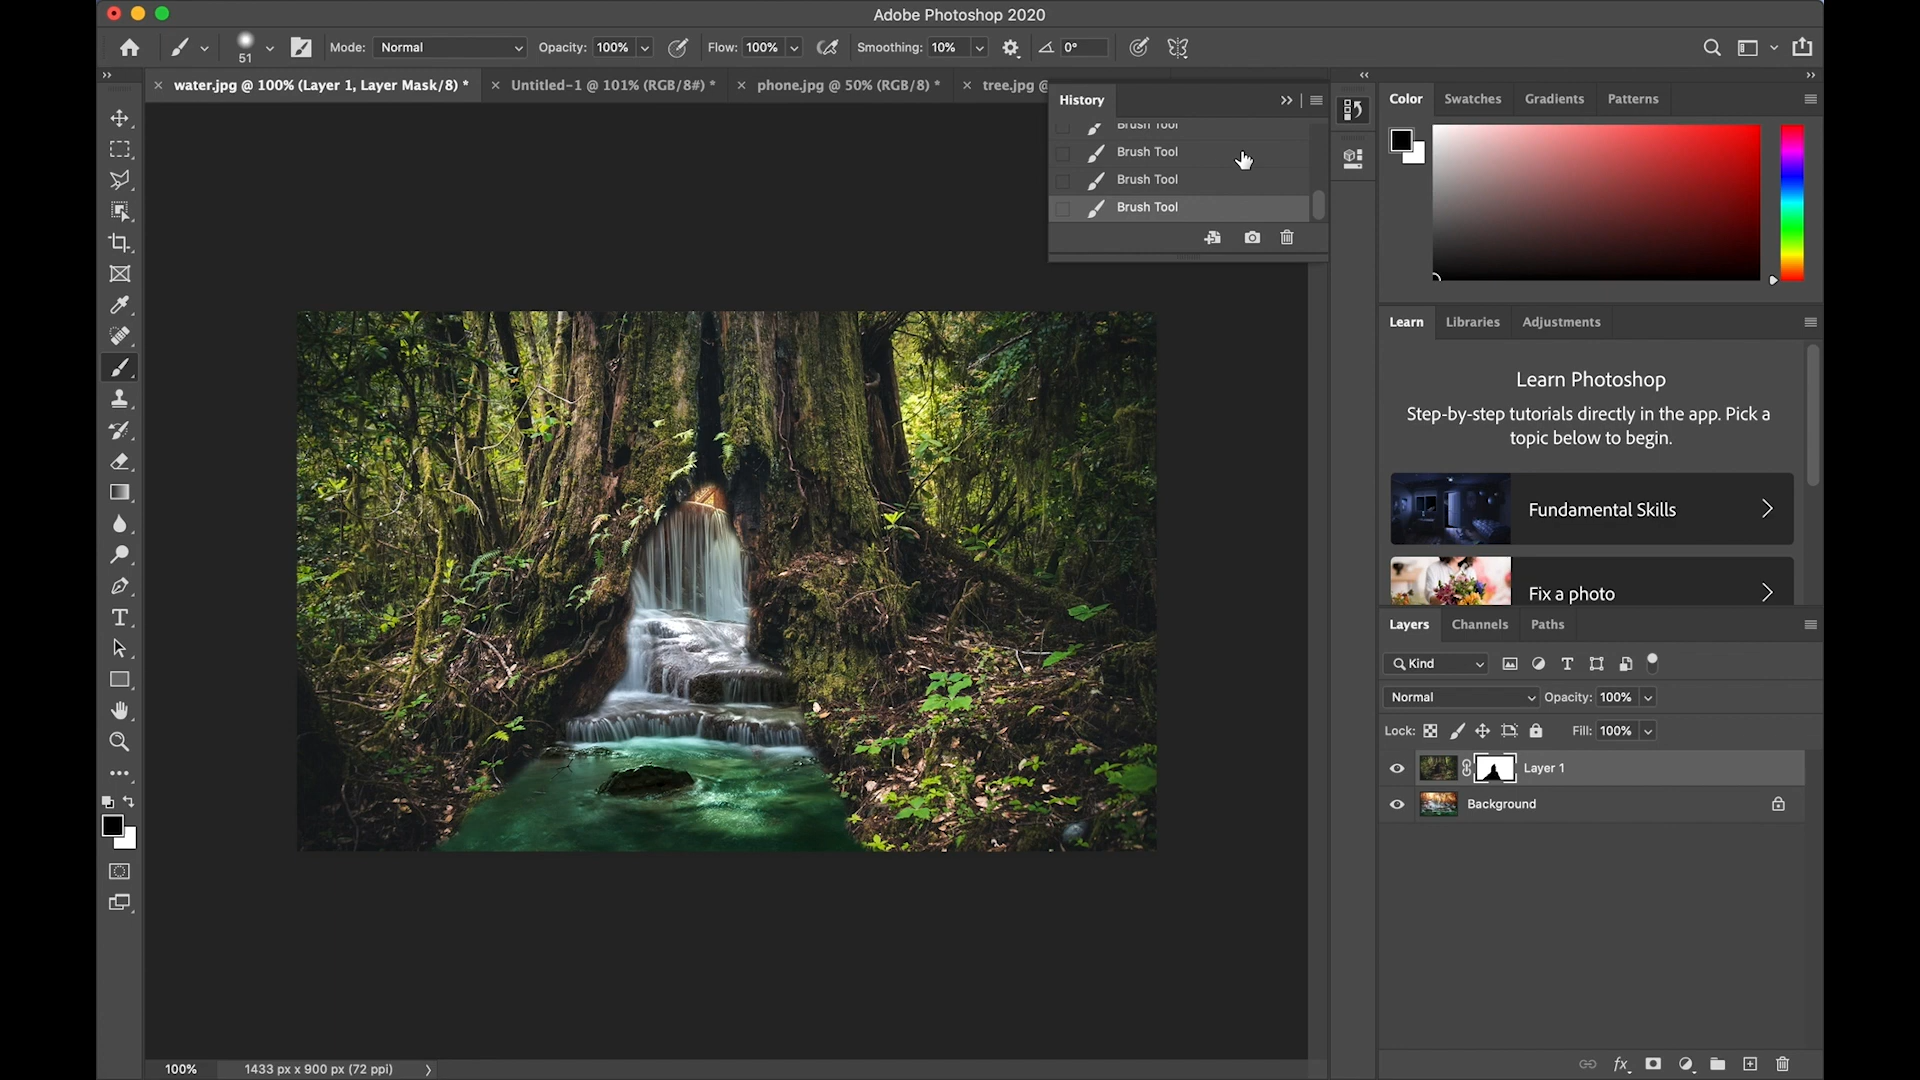 Adobe Photoshop 2020
51
Mode: Normal
Opacity: 100%
Flow: 100%
Smoothing: 10%
0°
water.jpg @ 100% (Layer 1, Layer Mask/8) *
Untitled-1 @ 101% (RGB/8#) *
phone.jpg @ 50% (RGB/8) *
tree.jpg @
History
Brush Tool
Brush Tool
Brush Tool
Brush Tool
Color
Swatches
Gradients
Patterns
Learn
Libraries
Adjustments
Learn Photoshop
Step-by-step tutorials directly in the app. Pick a
topic below to begin.
Fundamental Skills
Fix a photo
Layers
Channels
Paths
Kind
Normal
Opacity: 100%
Lock:
Fill: 100%
Layer 1
Background
100%
1433 px x 900 px (72 ppi)